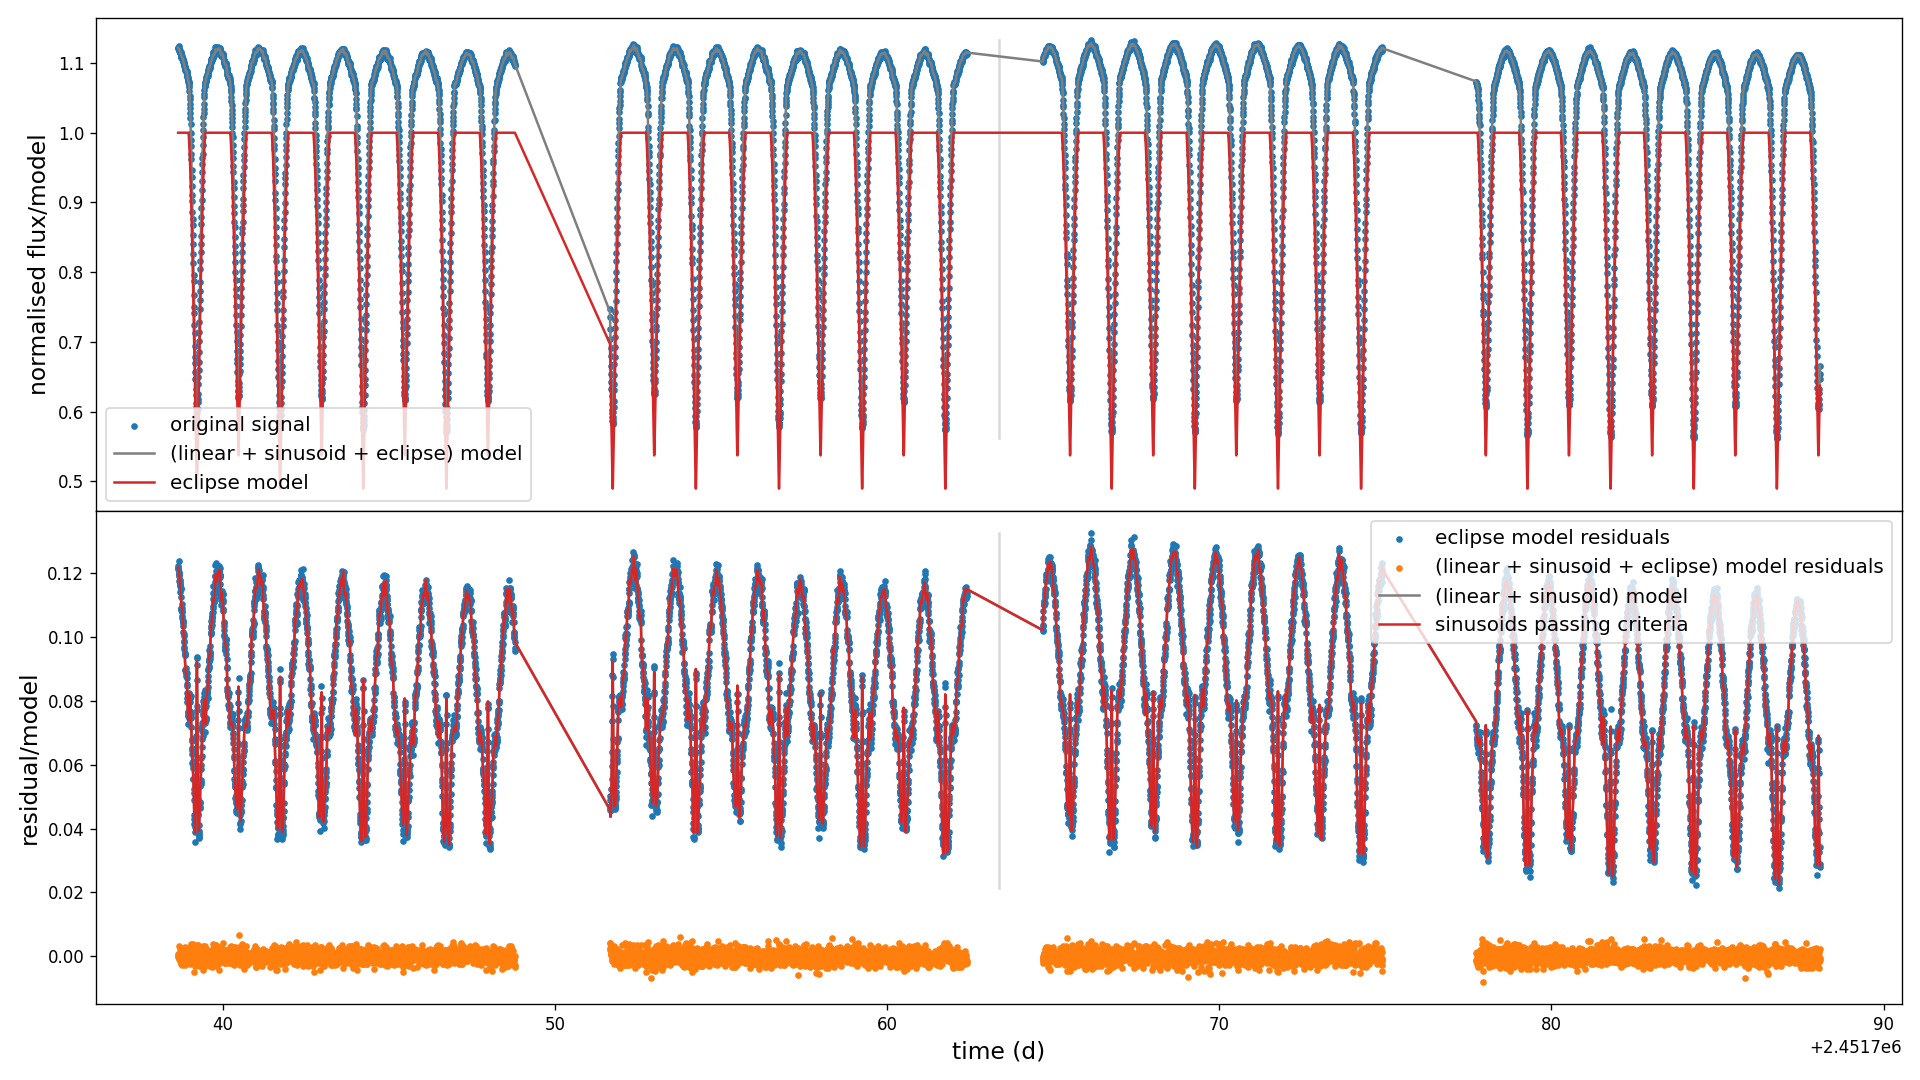 normalised flux/model
1.1
1.0
0.9
0.8
0.7
0.6
0.5
original signal
(linear + sinusoid + eclipse) model
eclipse model
residual/model
0.12
0.10
0.08
0.06
0.04
0.02
0.00
eclipse model residuals
(linear + sinusoid + eclipse) model residuals
(linear + sinusoid) model
sinusoids passing criteria
40 50 60 70 80 90
time (d)
+2.4517e6